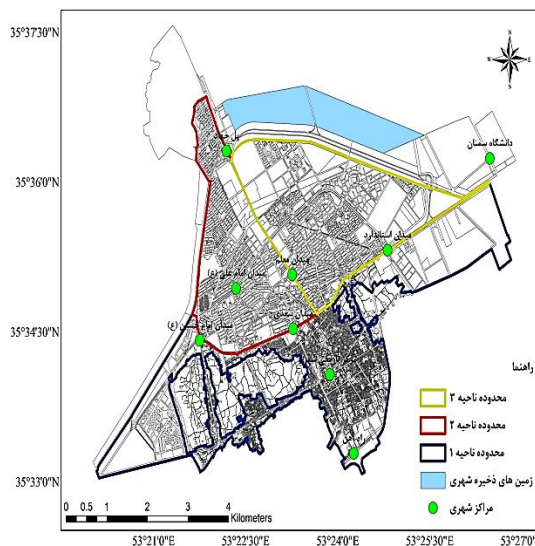 35°37'30"N
35°36'0"N
35°34'30"N
35°33'0"N
N
W
E
S
دانشگاه سمنان
میدان استاندارد
میدان معلم
میدان امام علی (ع)
میدان سعدی
میدان امام حسین (ع)
راهنما
محدوده ناحیه ۳
محدوده ناحیه ۲
محدوده ناحیه ۱
زمین های ذخیره شهری
مراکز شهری
0 0.5 1 2 3 4
Kilometers
53°21'0"E 53°22'30"E 53°24'0"E 53°25'30"E 53°27'0"E